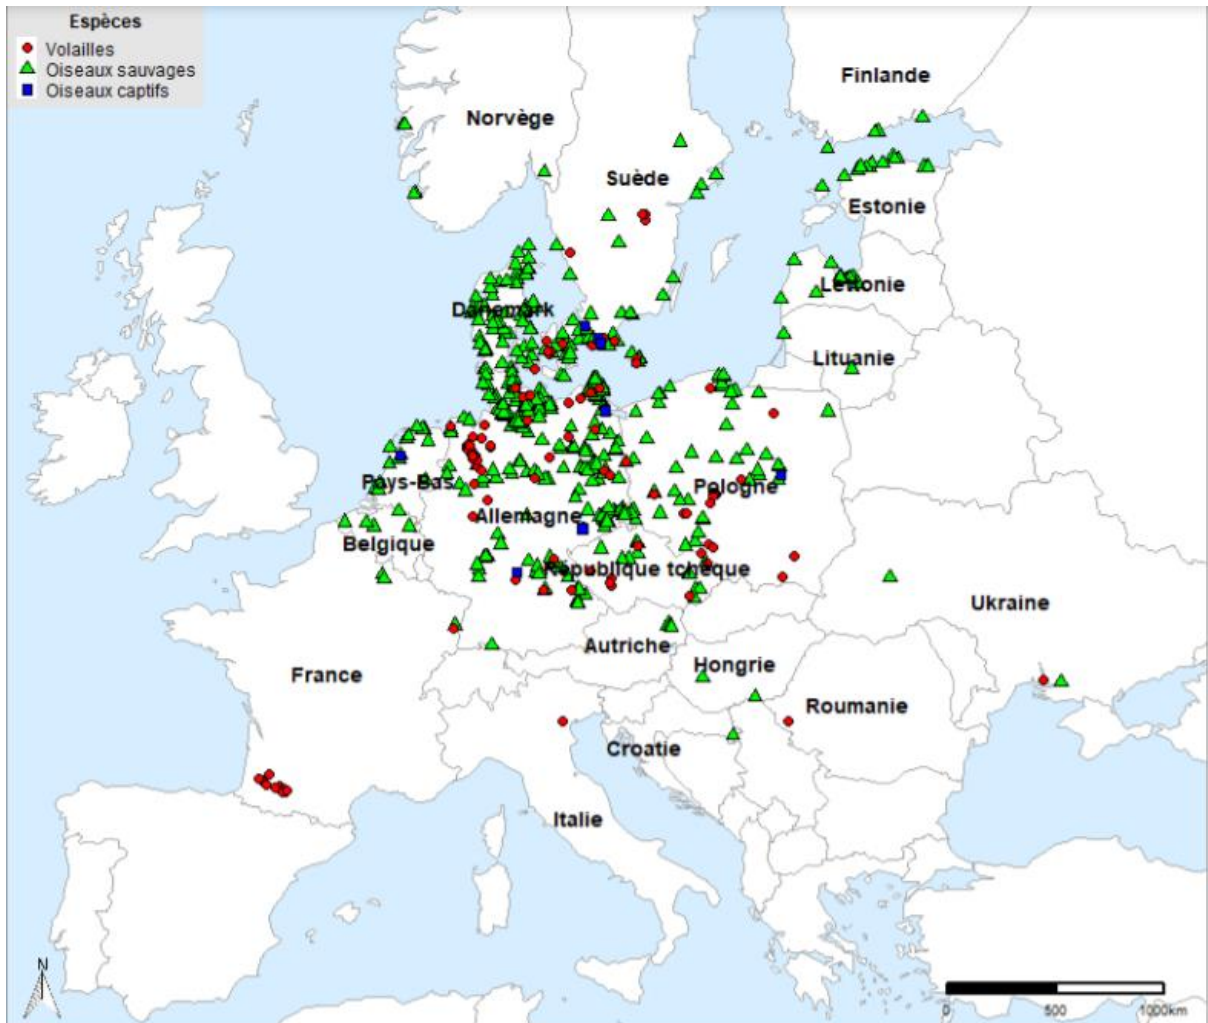 Espèces
Volailles
Oiseaux sauvages
Oiseaux captifs
Finlande
Norvège
Suède
Estonie
Lettonie
Danemark
Lituanie
Pays-Bas
Pologne
Allemagne
Belgique
République tchèque
Ukraine
Autriche
Hongrie
France
Roumanie
Croatie
Italie
N
0 500 1000km